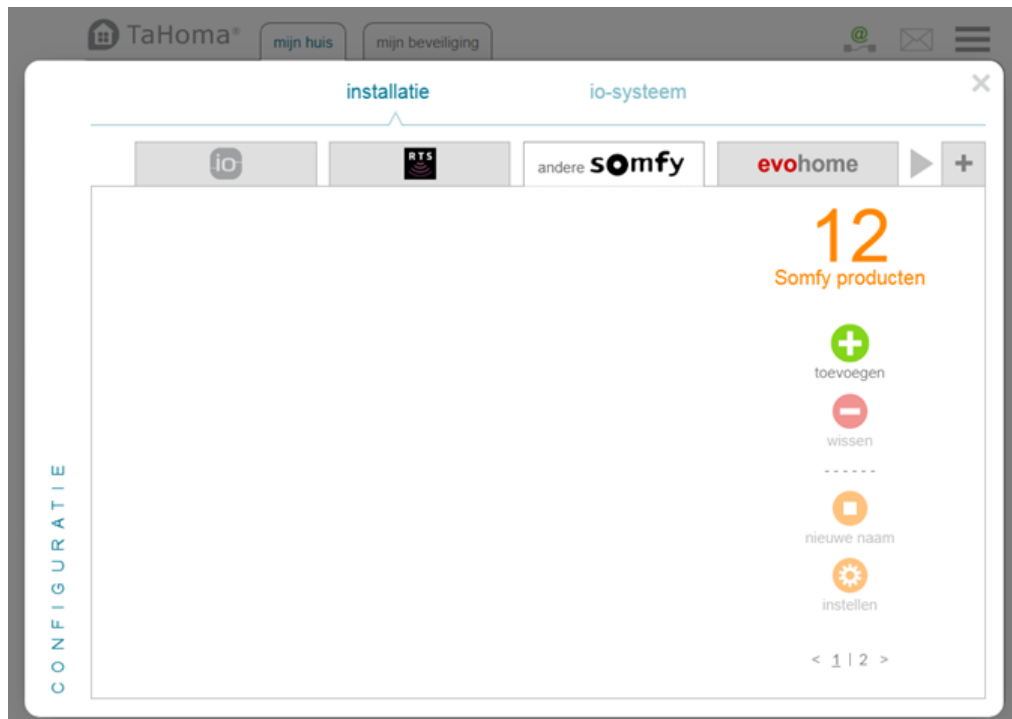 TaHoma®
mijn huis
mijn beveiliging
@
installatie
io-systeem
io
RTS
andere somfy
evohome
12
Somfy producten
toevoegen
wissen
nieuwe naam
instellen
< 1 | 2 >
CONFIGURATIE